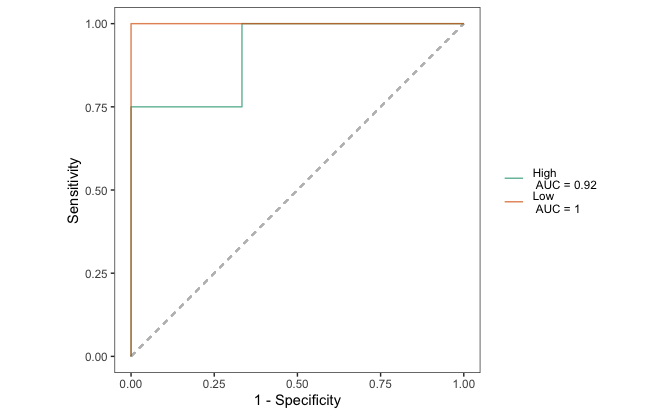 1.00
0.75
0.50
0.25
0.00
Sensitivity
0.00 0.25 0.50 0.75 1.00
1 - Specificity
High
AUC = 0.92
Low
AUC = 1